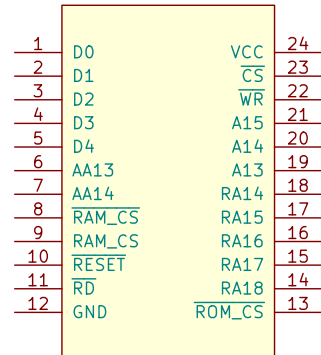 1 D0 VCC 24
2 D1 CS 23
3 D2 WR 22
4 D3 A15 21
5 D4 A14 20
6 AA13 A13 19
7 AA14 RA14 18
8 RAM_CS RA15 17
9 RAM_CS RA16 16
10 RESET RA17 15
11 RD RA18 14
12 GND ROM_CS 13